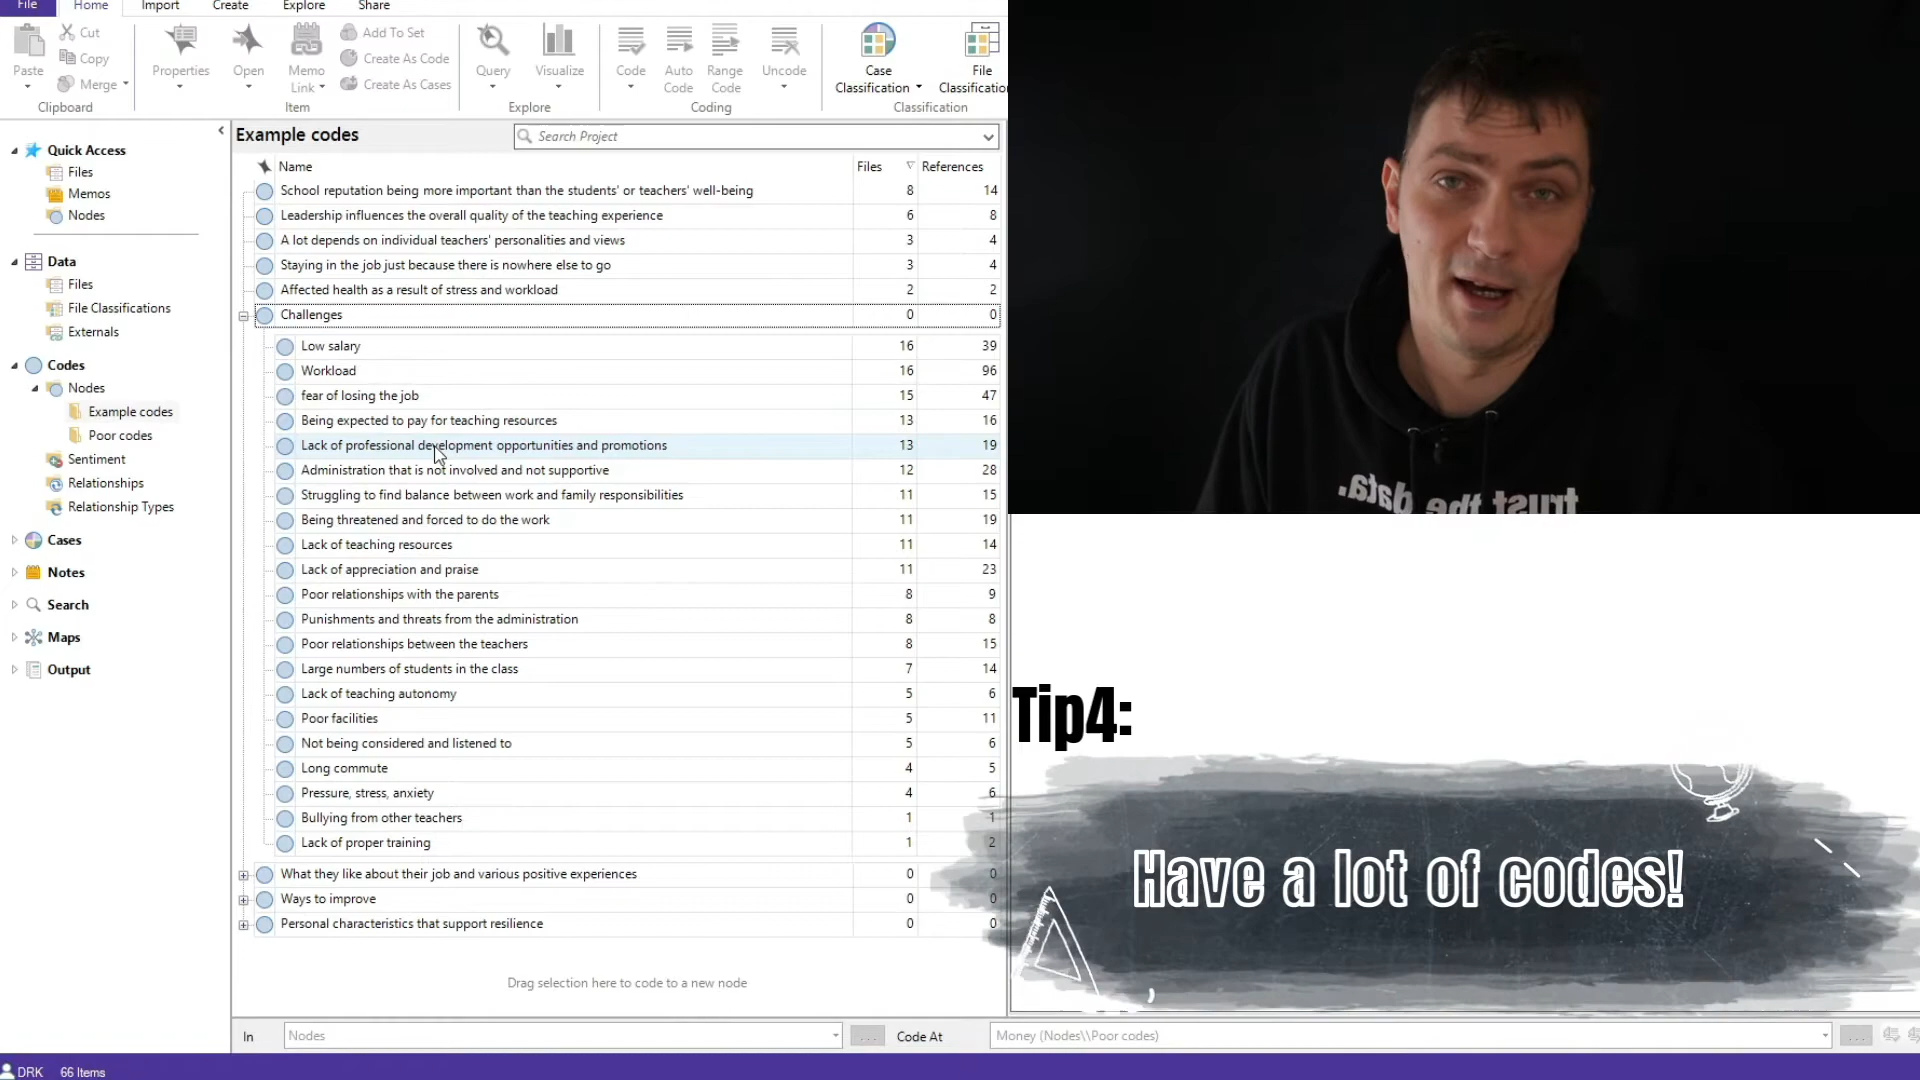 File Home Import Create Explore Share
Cut
Copy
Merge
Paste
Clipboard
Properties
Open
Memo
Link
Add To Set
Create As Code
Create As Cases
Item
Query
Visualize
Explore
Code
Auto
Code
Range
Code
Uncode
Coding
Case
Classification
File
Classificatio
Classification
Quick Access
Files
Memos
Nodes
Data
Files
File Classifications
Externals
Codes
Nodes
Example codes
Poor codes
Sentiment
Relationships
Relationship Types
Cases
Notes
Search
Maps
Output
Example codes
Search Project
Name Files References
School reputation being more important than the students' or teachers' well-being 8 14
Leadership influences the overall quality of the teaching experience 6 8
A lot depends on individual teachers' personalities and views 3 4
Staying in the job just because there is nowhere else to go 3 4
Affected health as a result of stress and workload 2 2
Challenges 0 0
Low salary 16 39
Workload 16 96
fear of losing the job 15 47
Being expected to pay for teaching resources 13 16
Lack of professional development opportunities and promotions 13 19
Administration that is not involved and not supportive 12 28
Struggling to find balance between work and family responsibilities 11 15
Being threatened and forced to do the work 11 19
Lack of teaching resources 11 14
Lack of appreciation and praise 11 23
Poor relationships with the parents 8 9
Punishments and threats from the administration 8 8
Poor relationships between the teachers 8 15
Large numbers of students in the class 7 14
Lack of teaching autonomy 5 6
Poor facilities 5 11
Not being considered and listened to 5 6
Long commute 4 5
Pressure, stress, anxiety 4 6
Bullying from other teachers 1 1
Lack of proper training 1 2
What they like about their job and various positive experiences 0 0
Ways to improve 0 0
Personal characteristics that support resilience 0 0
Drag selection here to code to a new node
In Nodes ... Code At Money (Nodes\\Poor codes) ...
DRK 66 Items
trust the data.
Tip4:
Have a lot of codes!